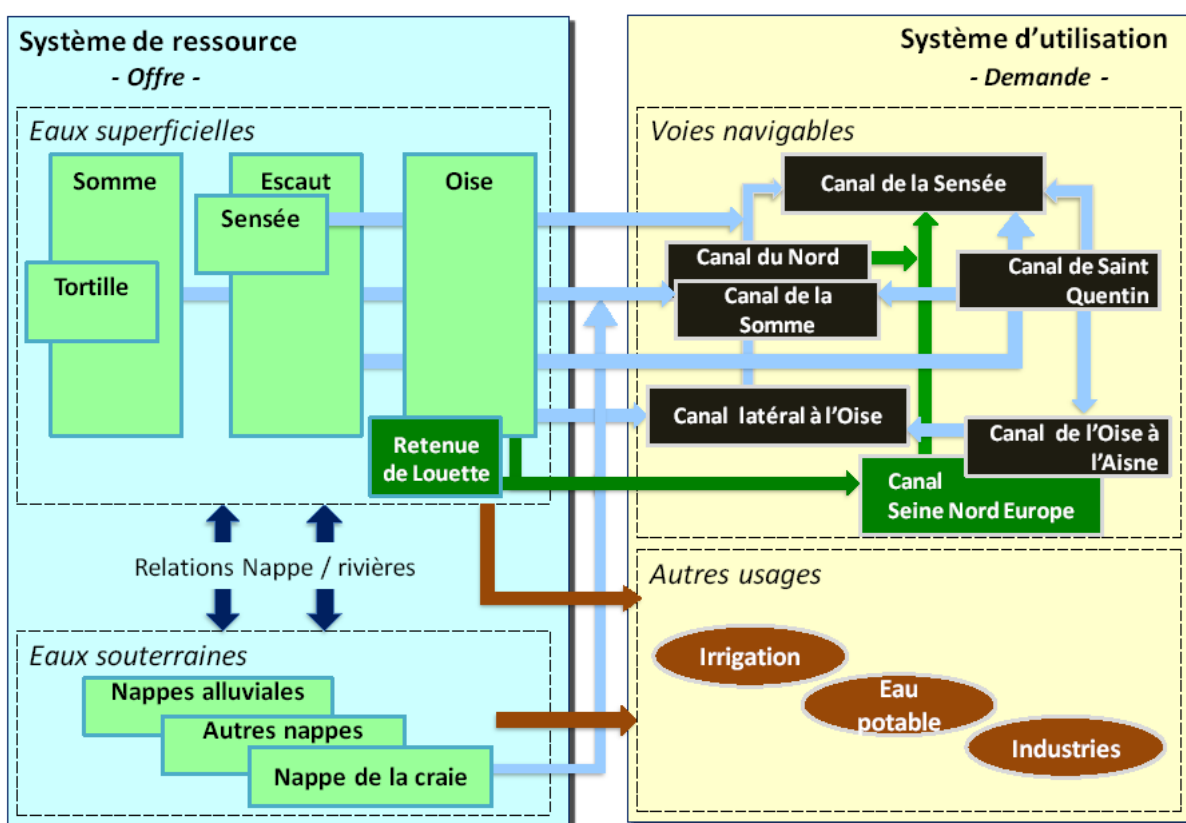 Système de ressource
- Offre -
Eaux superficielles
Somme
Escaut
Oise
Sensée
Tortille
Retenue
de Louette
Relations Nappe / rivières
Eaux souterraines
Nappes alluviales
Autres nappes
Nappe de la craie
Système d’utilisation
- Demande -
Voies navigables
Canal de la Sensée
Canal du Nord
Canal de la
Somme
Canal de Saint
Quentin
Canal latéral à l’Oise
Canal de l’Oise à
l’Aisne
Canal
Seine Nord Europe
Autres usages
Irrigation
Eau
potable
Industries